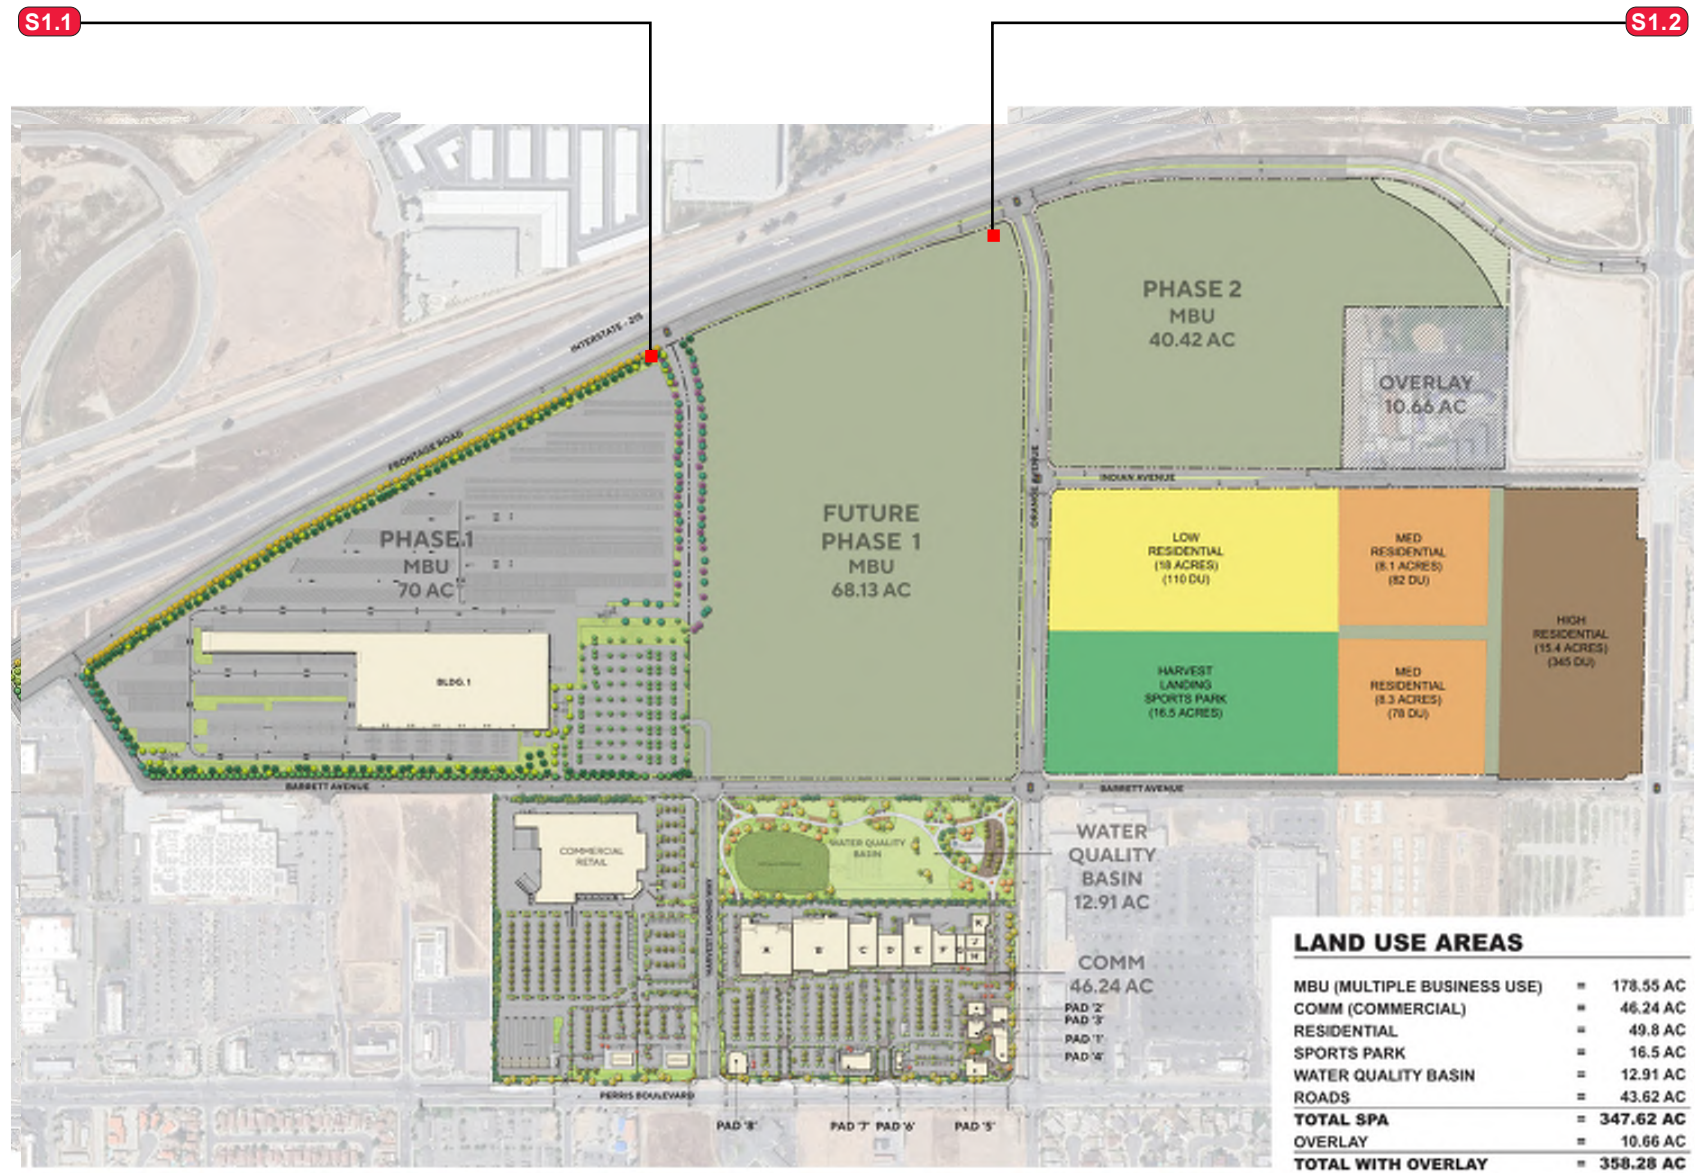 S1.1
S1.2
INTERSTATE - 215
FRONTAGE ROAD
PHASE 1
MBU
70 AC
BLDG. 1
FUTURE
PHASE 1
MBU
68.13 AC
PHASE 2
MBU
40.42 AC
OVERLAY
10.66 AC
ORANGE AVENUE
INDIAN AVENUE
LOW
RESIDENTIAL
(18 ACRES)
(110 DU)
MED
RESIDENTIAL
(8.1 ACRES)
(82 DU)
HIGH
RESIDENTIAL
(15.4 ACRES)
(345 DU)
HARVEST
LANDING
SPORTS PARK
(16.5 ACRES)
MED
RESIDENTIAL
(8.3 ACRES)
(78 DU)
BARRETT AVENUE
BARRETT AVENUE
COMMERCIAL
RETAIL
HARVEST LANDING WAY
WATER QUALITY
BASIN
WATER
QUALITY
BASIN
12.91 AC
A
B
C
D
E
F
COMM
46.24 AC
PAD '2'
PAD '3'
PAD '1'
PAD '4'
PERRIS BOULEVARD
PAD '8'
PAD '7'
PAD '6'
PAD '5'
LAND USE AREAS
MBU (MULTIPLE BUSINESS USE) = 178.55 AC
COMM (COMMERCIAL) = 46.24 AC
RESIDENTIAL = 49.8 AC
SPORTS PARK = 16.5 AC
WATER QUALITY BASIN = 12.91 AC
ROADS = 43.62 AC
TOTAL SPA = 347.62 AC
OVERLAY = 10.66 AC
TOTAL WITH OVERLAY = 358.28 AC